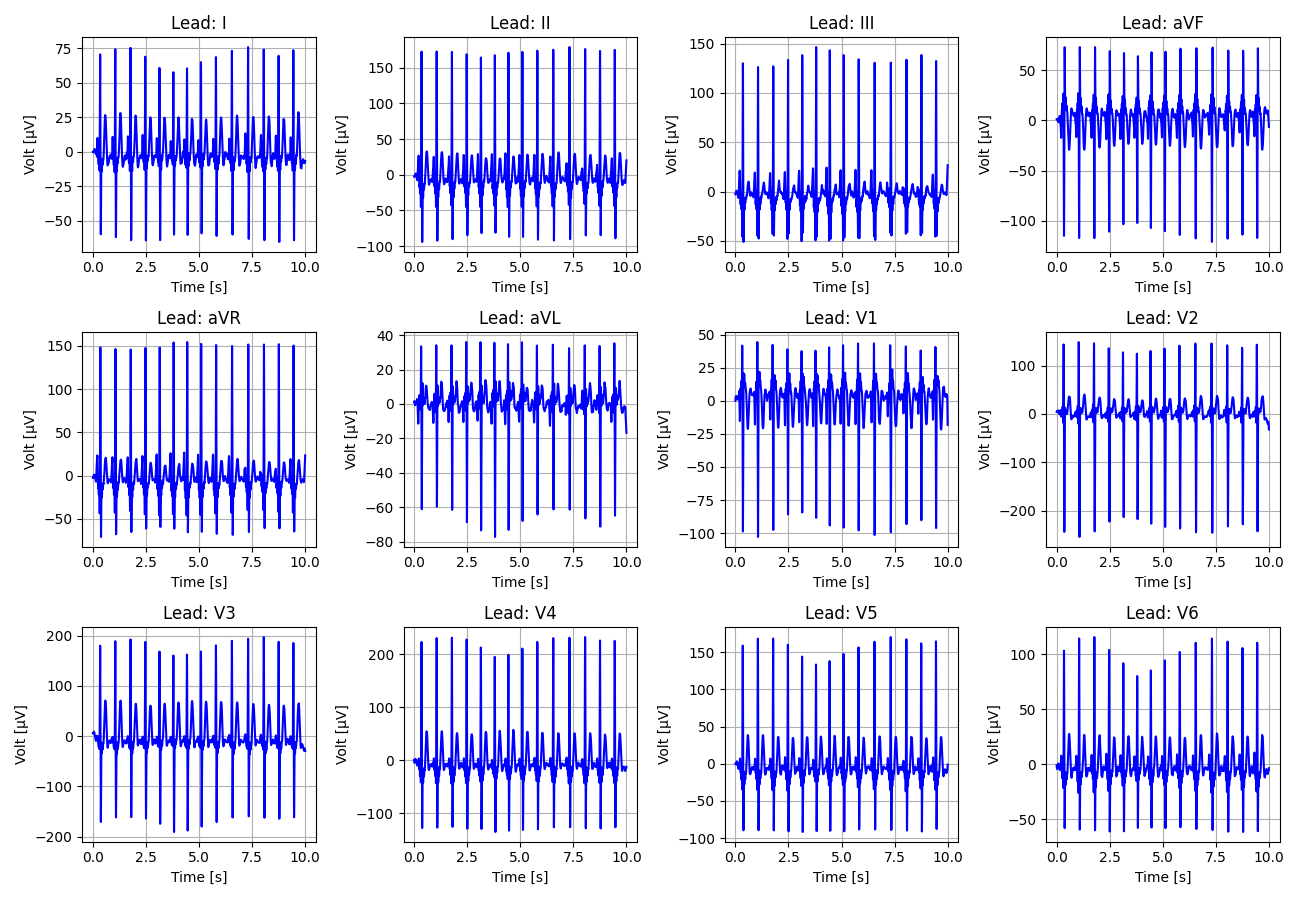 Lead: I
Lead: II
Lead: III
Lead: aVF
Volt [µV]
75
50
25
0
−25
−50
0.0 2.5 5.0 7.5 10.0
Time [s]
Volt [µV]
150
100
50
0
−50
−100
0.0 2.5 5.0 7.5 10.0
Time [s]
Volt [µV]
150
100
50
0
−50
0.0 2.5 5.0 7.5 10.0
Time [s]
Volt [µV]
50
0
−50
−100
0.0 2.5 5.0 7.5 10.0
Time [s]
Lead: aVR
Lead: aVL
Lead: V1
Lead: V2
Volt [µV]
150
100
50
0
−50
0.0 2.5 5.0 7.5 10.0
Time [s]
Volt [µV]
40
20
0
−20
−40
−60
−80
0.0 2.5 5.0 7.5 10.0
Time [s]
Volt [µV]
50
25
0
−25
−50
−75
−100
0.0 2.5 5.0 7.5 10.0
Time [s]
Volt [µV]
100
0
−100
−200
0.0 2.5 5.0 7.5 10.0
Time [s]
Lead: V3
Lead: V4
Lead: V5
Lead: V6
Volt [µV]
200
100
0
−100
−200
0.0 2.5 5.0 7.5 10.0
Time [s]
Volt [µV]
200
100
0
−100
0.0 2.5 5.0 7.5 10.0
Time [s]
Volt [µV]
150
100
50
0
−50
−100
0.0 2.5 5.0 7.5 10.0
Time [s]
Volt [µV]
100
50
0
−50
0.0 2.5 5.0 7.5 10.0
Time [s]